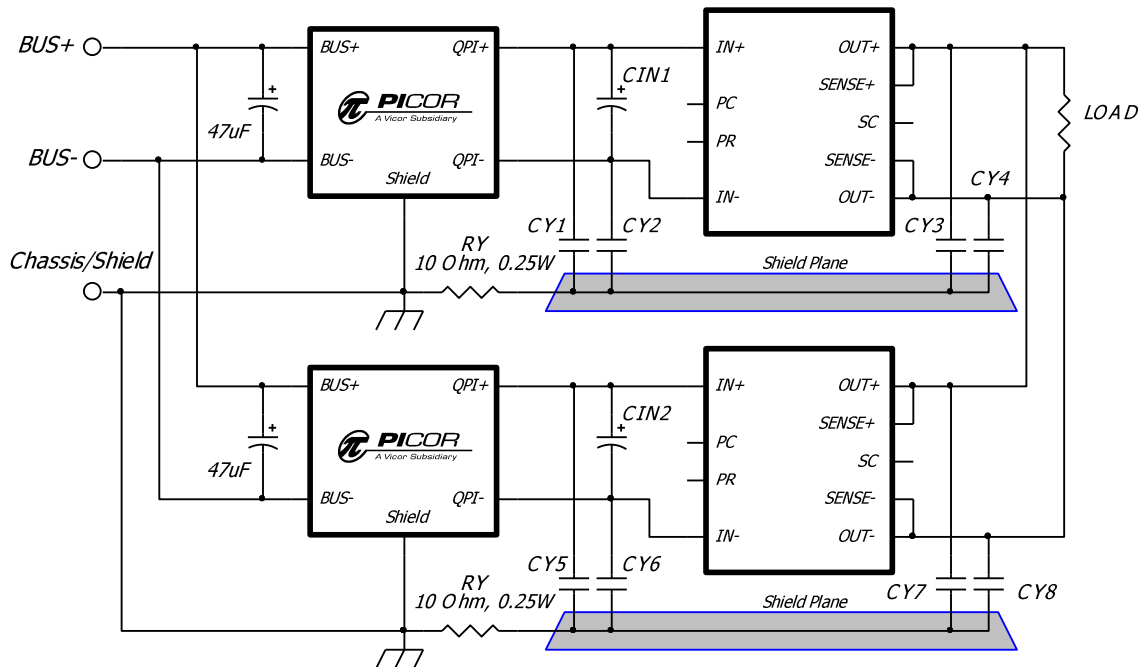 BUS+
BUS-
Chassis/Shield
47uF
BUS+
QPI+
PICOR
A Vicor Subsidiary
BUS-
QPI-
Shield
CIN1
RY
10 Ohm, 0.25W
CY1
CY2
IN+
PC
PR
IN-
OUT+
SENSE+
SC
SENSE-
OUT-
LOAD
CY3
CY4
Shield Plane
47uF
BUS+
QPI+
PICOR
A Vicor Subsidiary
BUS-
QPI-
Shield
CIN2
RY
10 Ohm, 0.25W
CY5
CY6
IN+
PC
PR
IN-
OUT+
SENSE+
SC
SENSE-
OUT-
CY7
CY8
Shield Plane